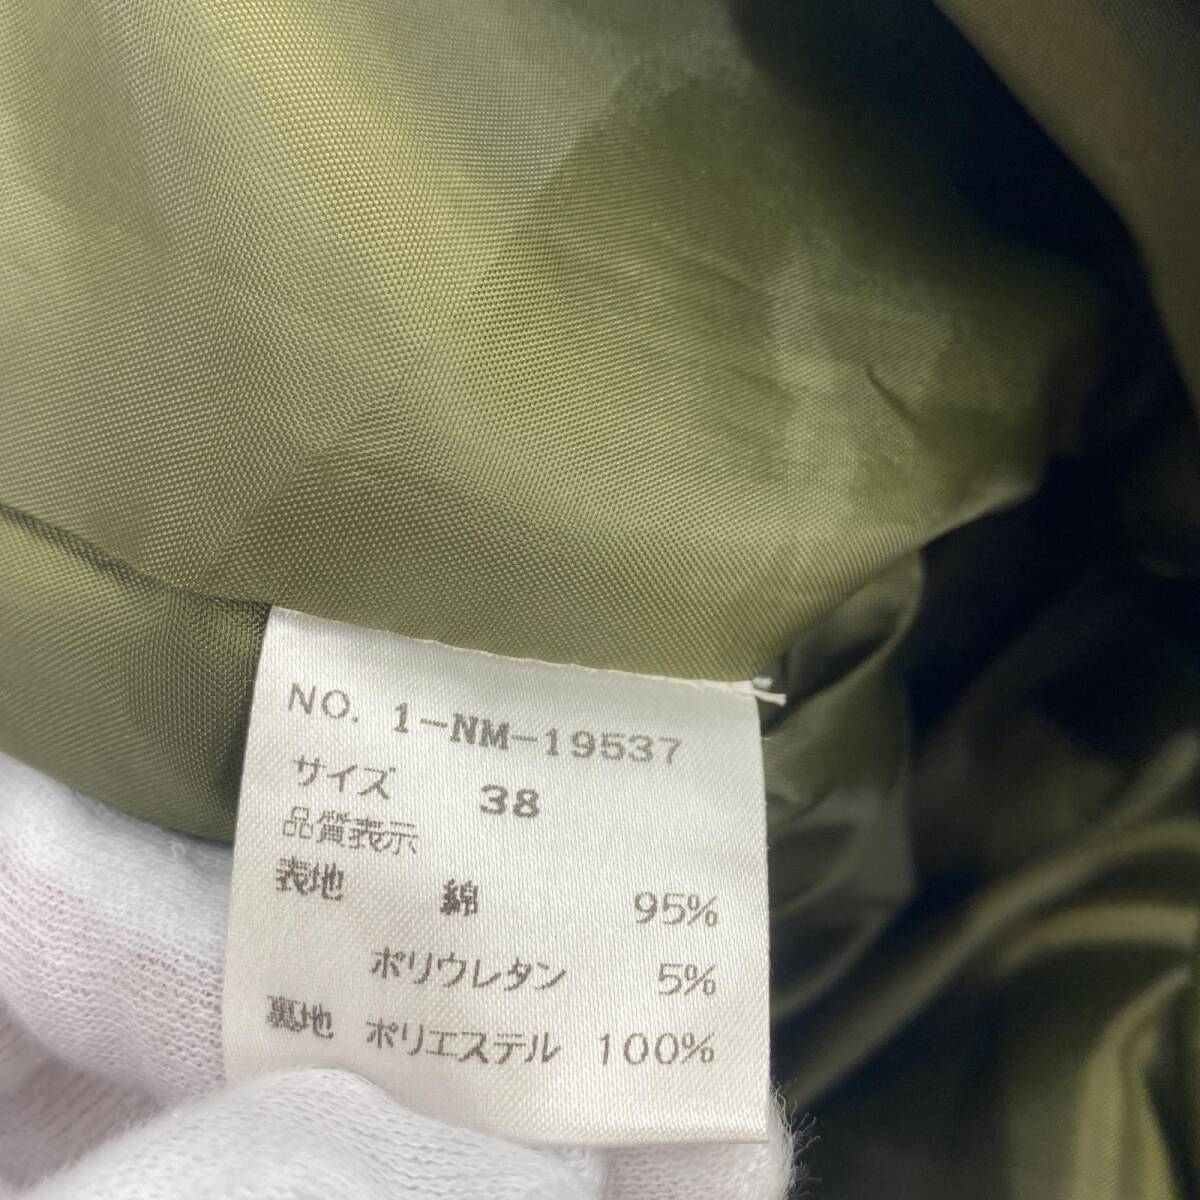 NO. 1-NM-19537
サイズ 38
品質表示
表地 綿 95%
ポリウレタン 5%
裏地 ポリエステル 100%